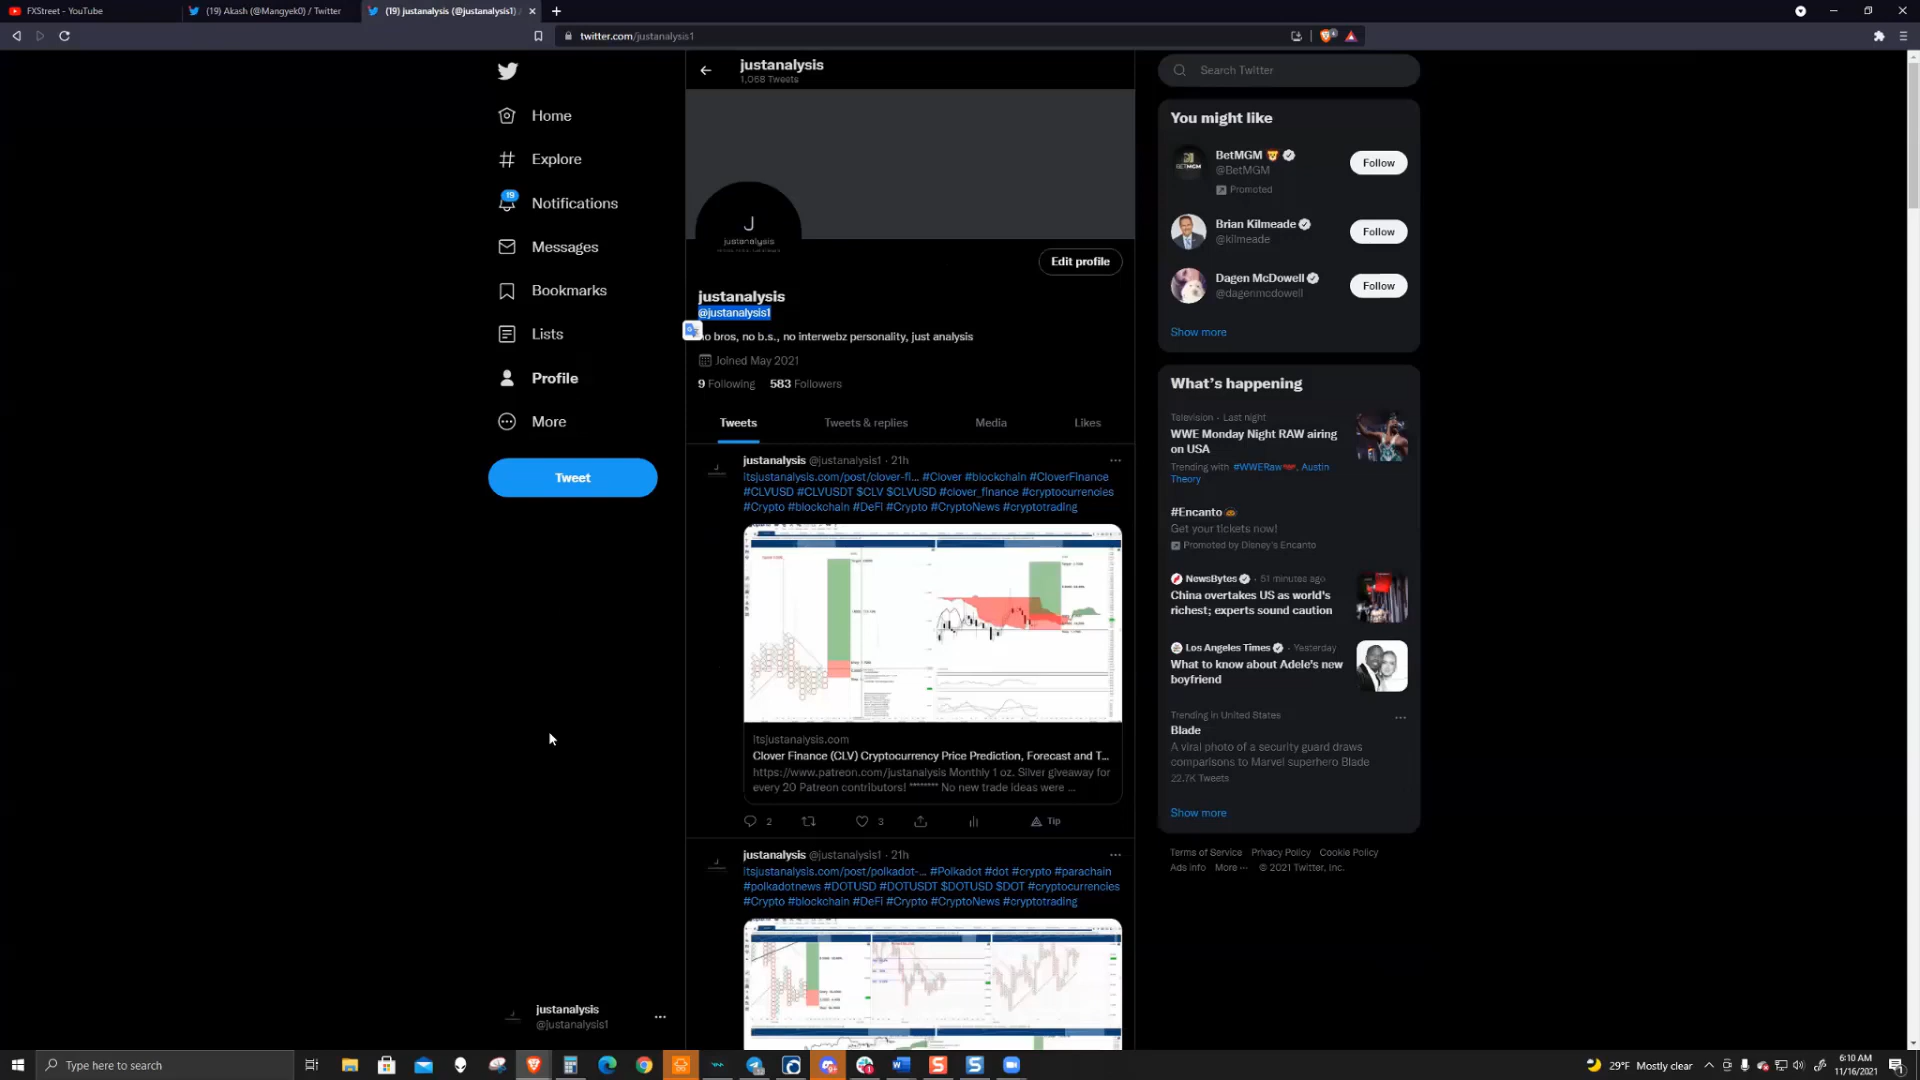 FXStreet - YouTube
(19) Akash (@Mangyek0) / Twitter
(19) justanalysis (@justanalysis1) /
twitter.com/justanalysis1
justanalysis
1,068 Tweets
Search Twitter
Home
Explore
19
Notifications
Messages
Bookmarks
Lists
Profile
More
Tweet
J
justanalysis
Edit profile
justanalysis
@justanalysis1
no bros, no b.s., no interwebz personality, just analysis
Joined May 2021
9 Following 583 Followers
Tweets
Tweets & replies
Media
Likes
justanalysis @justanalysis1 · 21h
itsjustanalysis.com/post/clover-fi... #Clover #blockchain #CloverFinance
#CLVUSD #CLVUSDT $CLV $CLVUSD #clover_finance #cryptocurrencies
#Crypto #blockchain #DeFi #Crypto #CryptoNews #cryptotrading
itsjustanalysis.com
Clover Finance (CLV) Cryptocurrency Price Prediction, Forecast and T...
https://www.patreon.com/justanalysis Monthly 1 oz. Silver giveaway for
every 20 Patreon contributors! ******** No new trade ideas were ...
2
3
Tip
justanalysis @justanalysis1 · 21h
itsjustanalysis.com/post/polkadot-... #Polkadot #dot #crypto #parachain
#polkadotnews #DOTUSD #DOTUSDT $DOTUSD $DOT #cryptocurrencies
#Crypto #blockchain #DeFi #Crypto #CryptoNews #cryptotrading
You might like
BetMGM
@BetMGM
Promoted
Follow
Brian Kilmeade
@kilmeade
Follow
Dagen McDowell
@dagenmcdowell
Follow
Show more
What's happening
Television · Last night
WWE Monday Night RAW airing
on USA
Trending with #WWERaw, Austin
Theory
#Encanto
Get your tickets now!
Promoted by Disney's Encanto
NewsBytes · 51 minutes ago
China overtakes US as world's
richest; experts sound caution
Los Angeles Times · Yesterday
What to know about Adele's new
boyfriend
Trending in United States
Blade
A viral photo of a security guard draws
comparisons to Marvel superhero Blade
22.7K Tweets
Show more
Terms of Service Privacy Policy Cookie Policy
Ads info More ··· © 2021 Twitter, Inc.
justanalysis
@justanalysis1
Type here to search
29°F Mostly clear
6:10 AM
11/16/2021